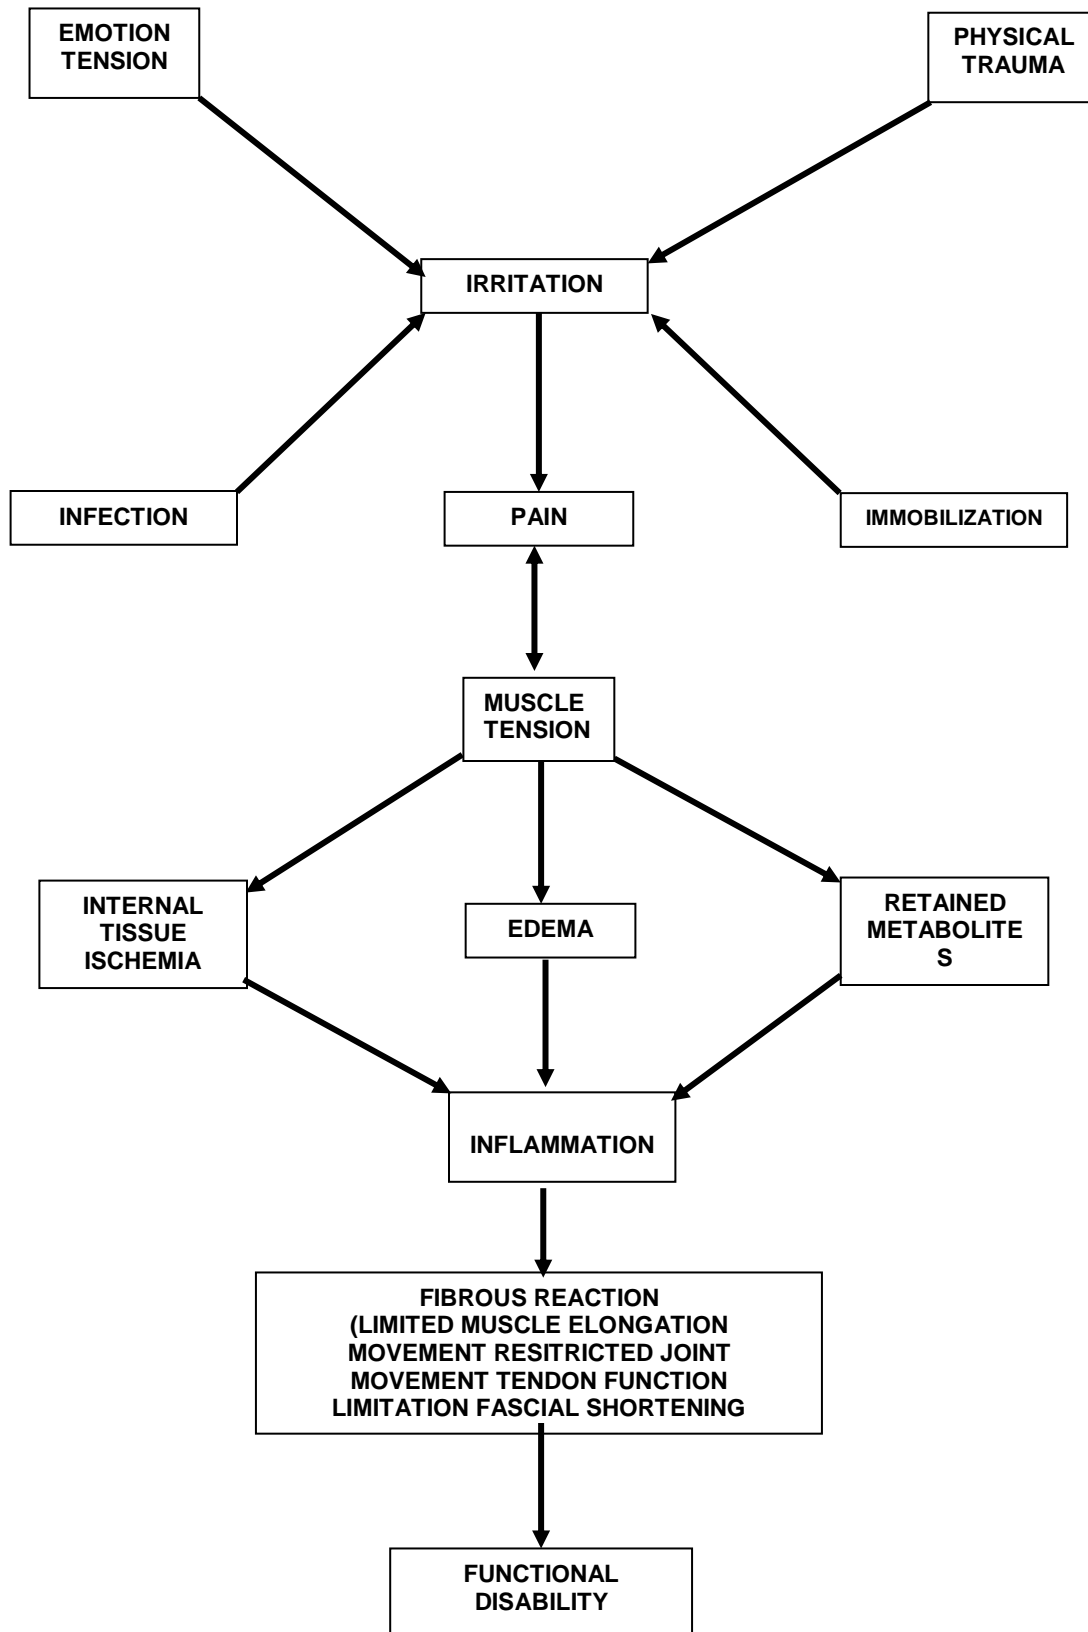 EMOTION
TENSION
PHYSICAL
TRAUMA
IRRITATION
INFECTION
PAIN
IMMOBILIZATION
MUSCLE
TENSION
INTERNAL
TISSUE
ISCHEMIA
EDEMA
RETAINED
METABOLITE
S
INFLAMMATION
FIBROUS REACTION
(LIMITED MUSCLE ELONGATION
MOVEMENT RESITRICTED JOINT
MOVEMENT TENDON FUNCTION
LIMITATION FASCIAL SHORTENING
FUNCTIONAL
DISABILITY